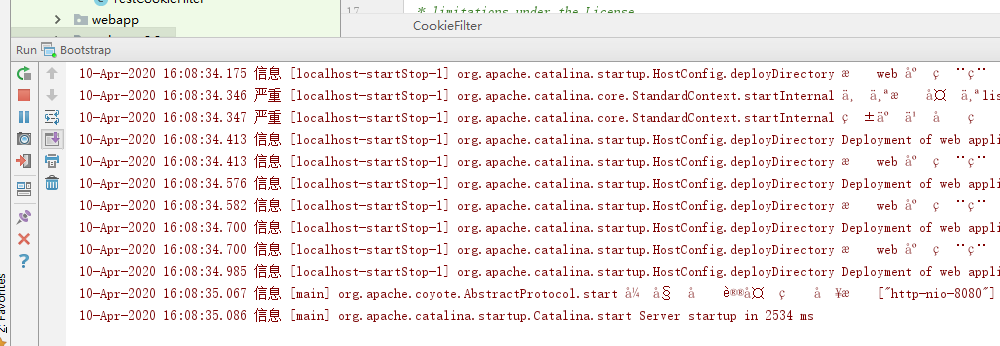 TestCookieFilter
webapp
17
* limitations under the License
CookieFilter
Run Bootstrap
10-Apr-2020 16:08:34.175 信息 [localhost-startStop-1] org.apache.catalina.startup.HostConfig.deployDirectory æ web åº ç ¨ç ¨
10-Apr-2020 16:08:34.346 严重 [localhost-startStop-1] org.apache.catalina.core.StandardContext.startInternal ä¸ ä¸ªæ å¤ ä¸ªlis
10-Apr-2020 16:08:34.347 严重 [localhost-startStop-1] org.apache.catalina.core.StandardContext.startInternal ç ±äº ä¹ å ç
10-Apr-2020 16:08:34.413 信息 [localhost-startStop-1] org.apache.catalina.startup.HostConfig.deployDirectory Deployment of web appli
10-Apr-2020 16:08:34.413 信息 [localhost-startStop-1] org.apache.catalina.startup.HostConfig.deployDirectory æ web åº ç ¨ç ¨
10-Apr-2020 16:08:34.576 信息 [localhost-startStop-1] org.apache.catalina.startup.HostConfig.deployDirectory Deployment of web appli
10-Apr-2020 16:08:34.582 信息 [localhost-startStop-1] org.apache.catalina.startup.HostConfig.deployDirectory æ web åº ç ¨ç ¨
10-Apr-2020 16:08:34.700 信息 [localhost-startStop-1] org.apache.catalina.startup.HostConfig.deployDirectory Deployment of web appli
10-Apr-2020 16:08:34.700 信息 [localhost-startStop-1] org.apache.catalina.startup.HostConfig.deployDirectory æ web åº ç ¨ç ¨
10-Apr-2020 16:08:34.985 信息 [localhost-startStop-1] org.apache.catalina.startup.HostConfig.deployDirectory Deployment of web appli
10-Apr-2020 16:08:35.067 信息 [main] org.apache.coyote.AbstractProtocol.start å¼ å§ å è®®å¤ ç å ¥æ ["http-nio-8080"]
10-Apr-2020 16:08:35.086 信息 [main] org.apache.catalina.startup.Catalina.start Server startup in 2534 ms
2: Favorites